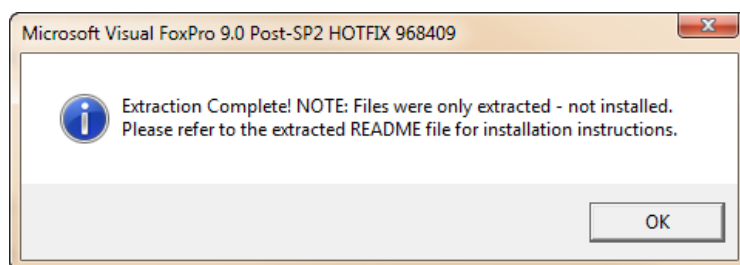 Microsoft Visual FoxPro 9.0 Post-SP2 HOTFIX 968409
Extraction Complete! NOTE: Files were only extracted - not installed.
Please refer to the extracted README file for installation instructions.
OK